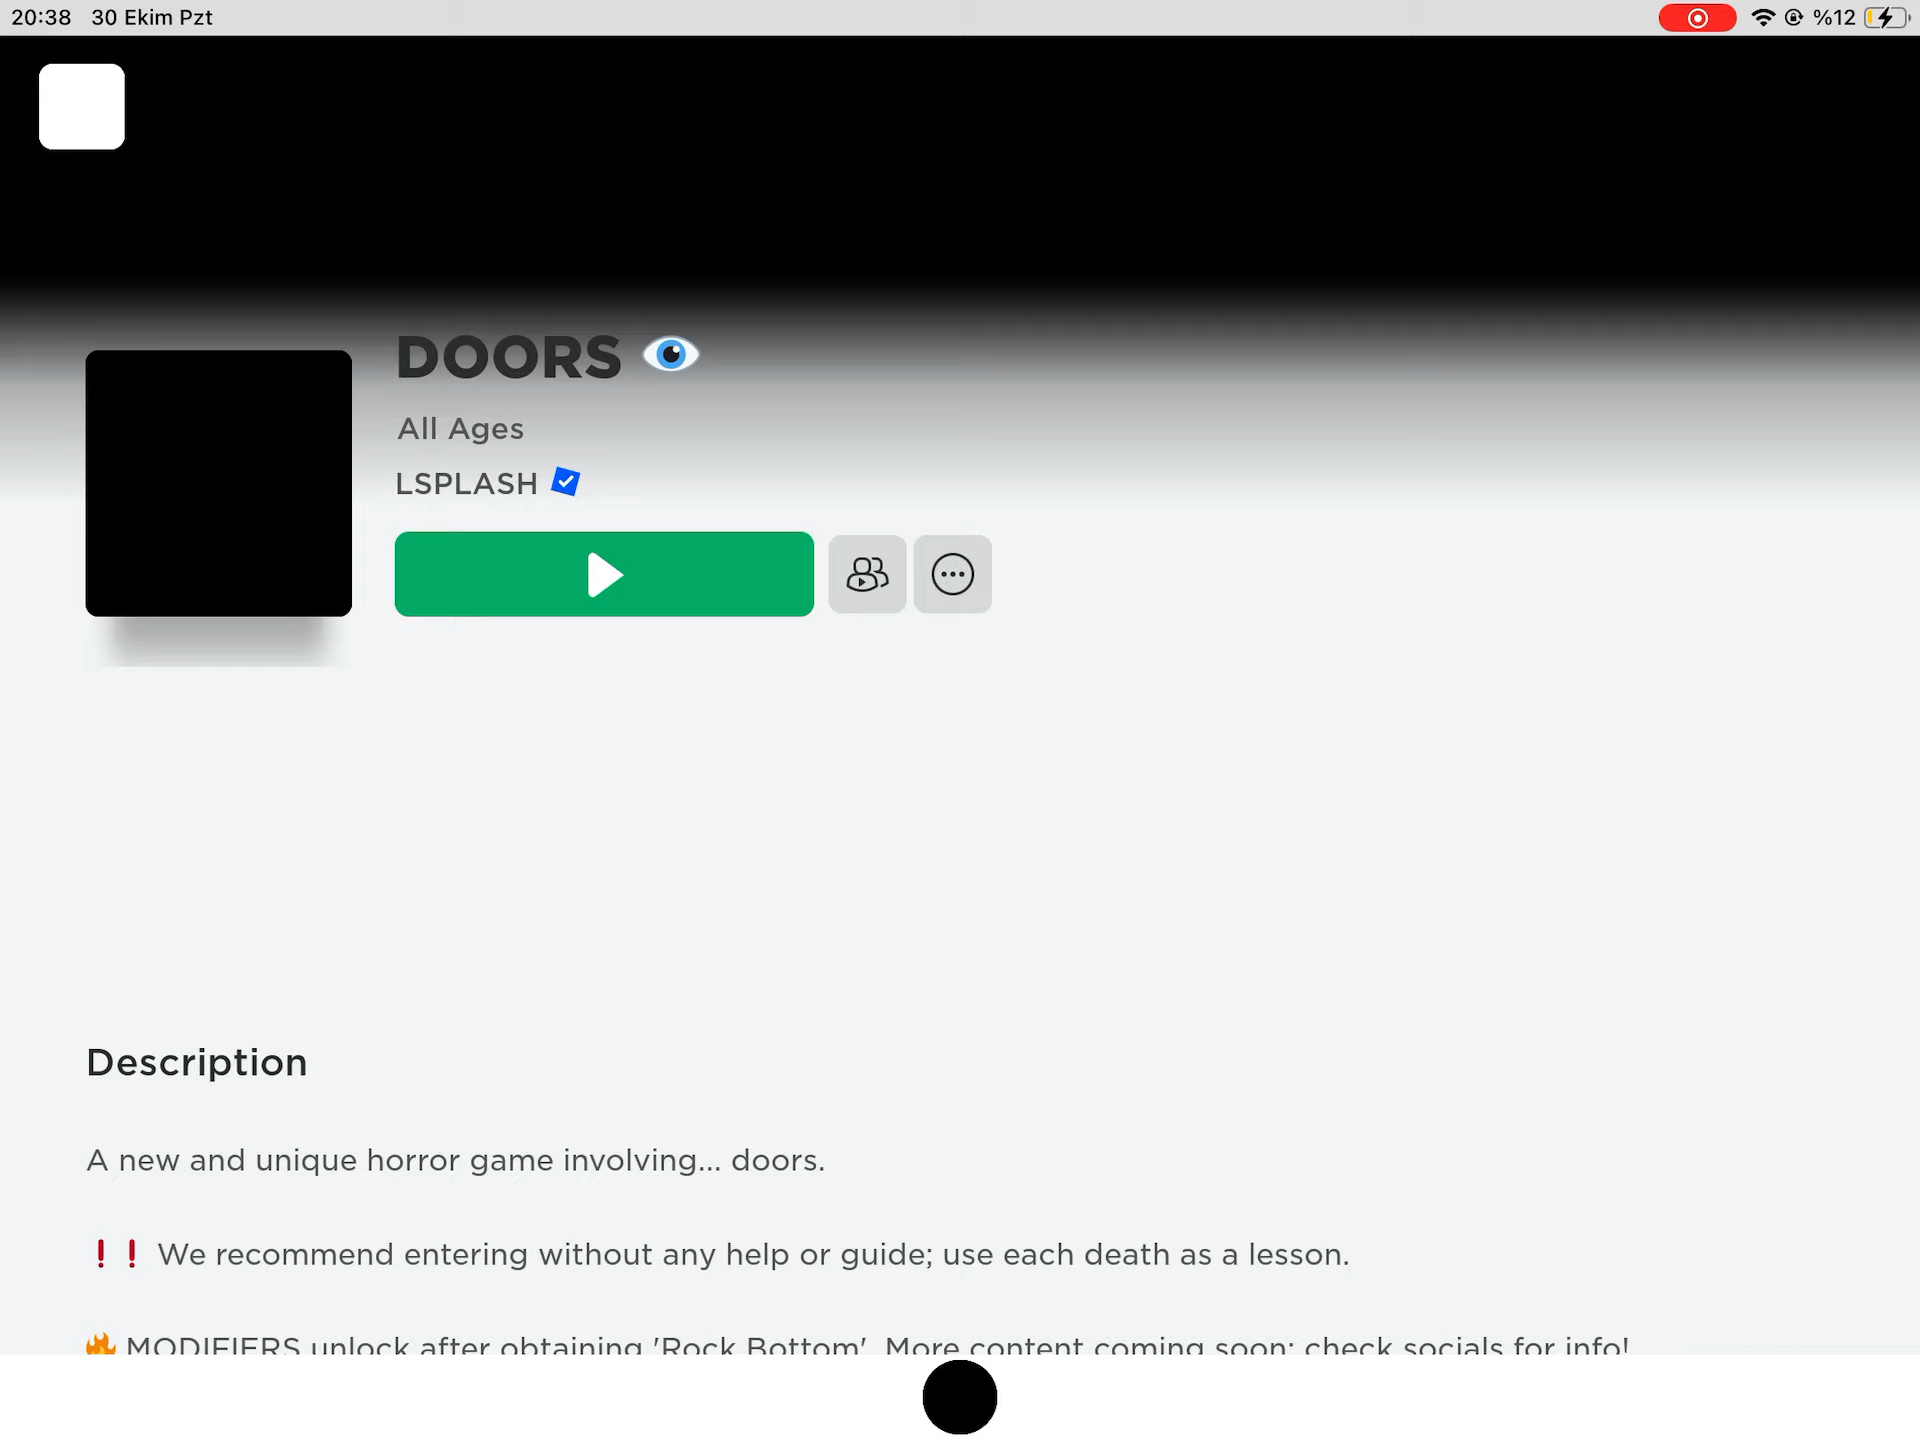 20:38 30 Ekim Pzt %12
DOORS
All Ages
LSPLASH
Description
A new and unique horror game involving... doors.
‼ We recommend entering without any help or guide; use each death as a lesson.
🔥 MODIFIERS unlock after obtaining 'Rock Bottom'. More content coming soon; check socials for info!